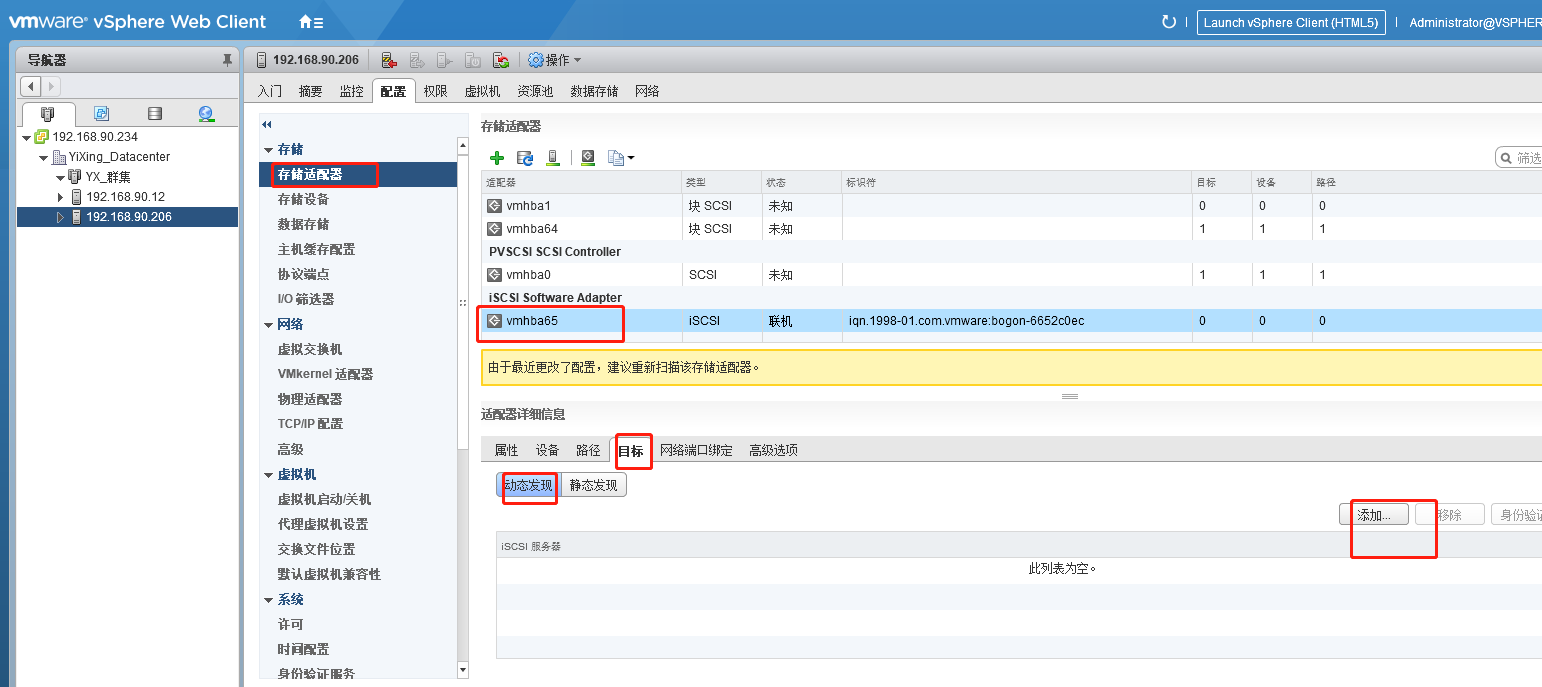 vmware® vSphere Web Client
Launch vSphere Client (HTML5)
Administrator@VSPHER
导航器
192.168.90.234
YiXing_Datacenter
YX_群集
192.168.90.12
192.168.90.206
192.168.90.206 操作
入门 摘要 监控 配置 权限 虚拟机 资源池 数据存储 网络
存储
存储适配器
存储设备
数据存储
主机缓存配置
协议端点
I/O 筛选器
网络
虚拟交换机
VMkernel 适配器
物理适配器
TCP/IP 配置
高级
虚拟机
虚拟机启动/关机
代理虚拟机设置
交换文件位置
默认虚拟机兼容性
系统
许可
时间配置
身份验证服务
存储适配器
筛选
适配器 类型 状态 标识符 目标 设备 路径
vmhba1 块 SCSI 未知 0 0 0
vmhba64 块 SCSI 未知 1 1 1
PVSCSI SCSI Controller
vmhba0 SCSI 未知 1 1 1
iSCSI Software Adapter
vmhba65 iSCSI 联机 iqn.1998-01.com.vmware:bogon-6652c0ec 0 0 0
由于最近更改了配置，建议重新扫描该存储适配器。
适配器详细信息
属性 设备 路径 目标 网络端口绑定 高级选项
动态发现 静态发现
添加... 移除 身份验证
iSCSI 服务器
此列表为空。